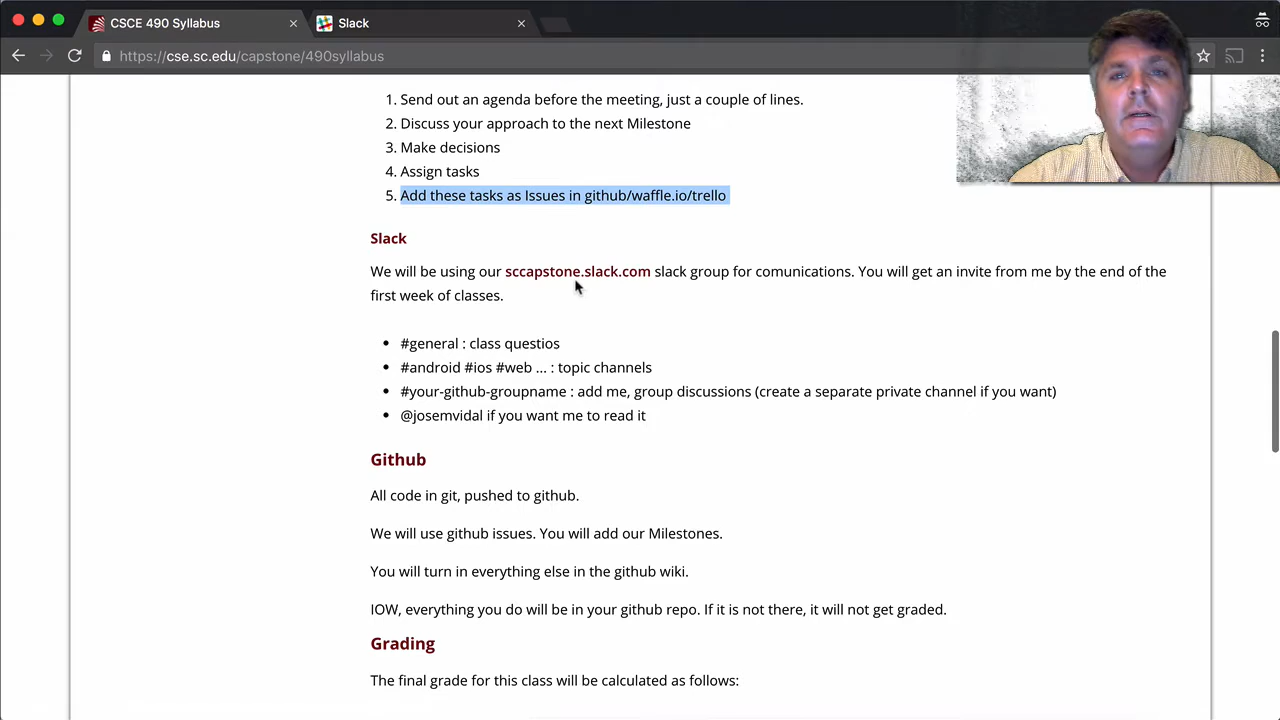 CSCE 490 Syllabus
Slack
https://cse.sc.edu/capstone/490syllabus
1. Send out an agenda before the meeting, just a couple of lines.
2. Discuss your approach to the next Milestone
3. Make decisions
4. Assign tasks
5. Add these tasks as Issues in github/waffle.io/trello
Slack
We will be using our sccapstone.slack.com slack group for comunications. You will get an invite from me by the end of the
first week of classes.
#general : class questios
#android #ios #web ... : topic channels
#your-github-groupname : add me, group discussions (create a separate private channel if you want)
@josemvidal if you want me to read it
Github
All code in git, pushed to github.
We will use github issues. You will add our Milestones.
You will turn in everything else in the github wiki.
IOW, everything you do will be in your github repo. If it is not there, it will not get graded.
Grading
The final grade for this class will be calculated as follows: